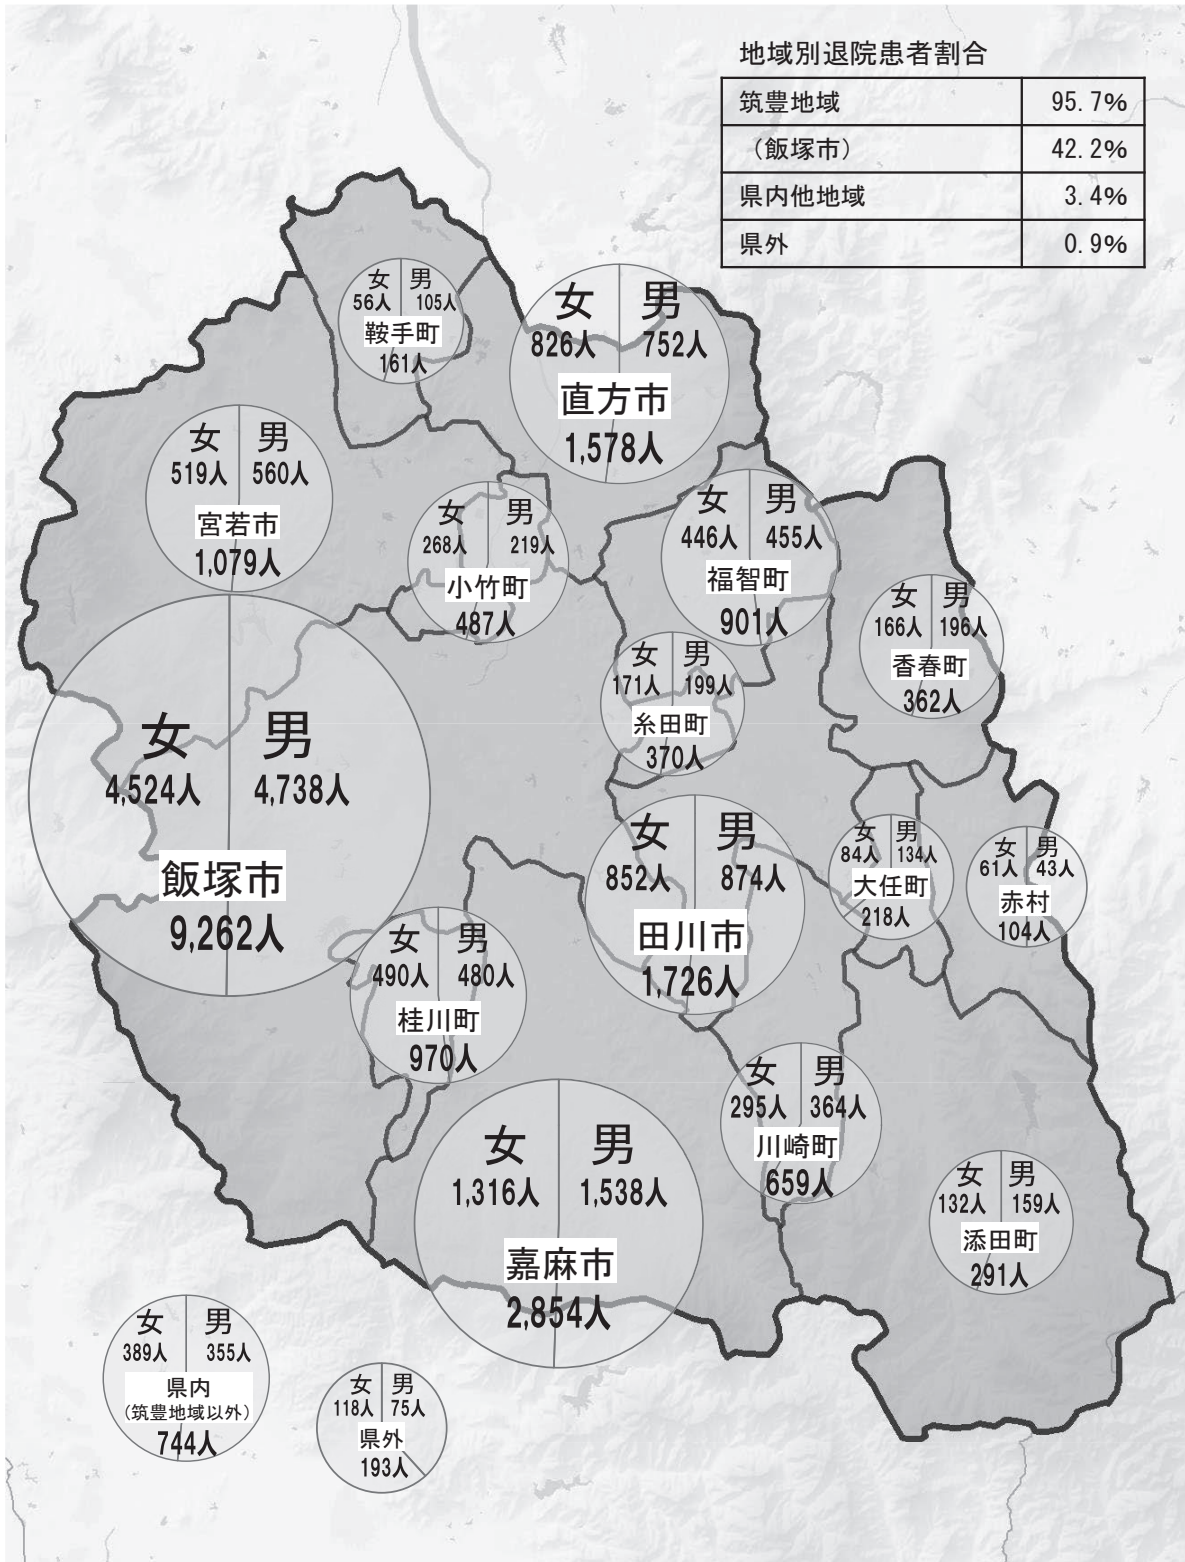 地域別退院患者割合
筑豊地域 95.7%
（飯塚市） 42.2%
県内他地域 3.4%
県外 0.9%
女 男
56人 105人
鞍手町
161人
女 男
826人 752人
直方市
1,578人
女 男
519人 560人
宮若市
1,079人
女 男
268人 219人
小竹町
487人
女 男
446人 455人
福智町
901人
女 男
166人 196人
香春町
362人
女 男
171人 199人
糸田町
370人
女 男
4,524人 4,738人
飯塚市
9,262人
女 男
852人 874人
田川市
1,726人
女 男
84人 134人
大任町
218人
女 男
61人 43人
赤村
104人
女 男
490人 480人
桂川町
970人
女 男
295人 364人
川崎町
659人
女 男
1,316人 1,538人
嘉麻市
2,854人
女 男
132人 159人
添田町
291人
女 男
389人 355人
県内
（筑豊地域以外）
744人
女 男
118人 75人
県外
193人